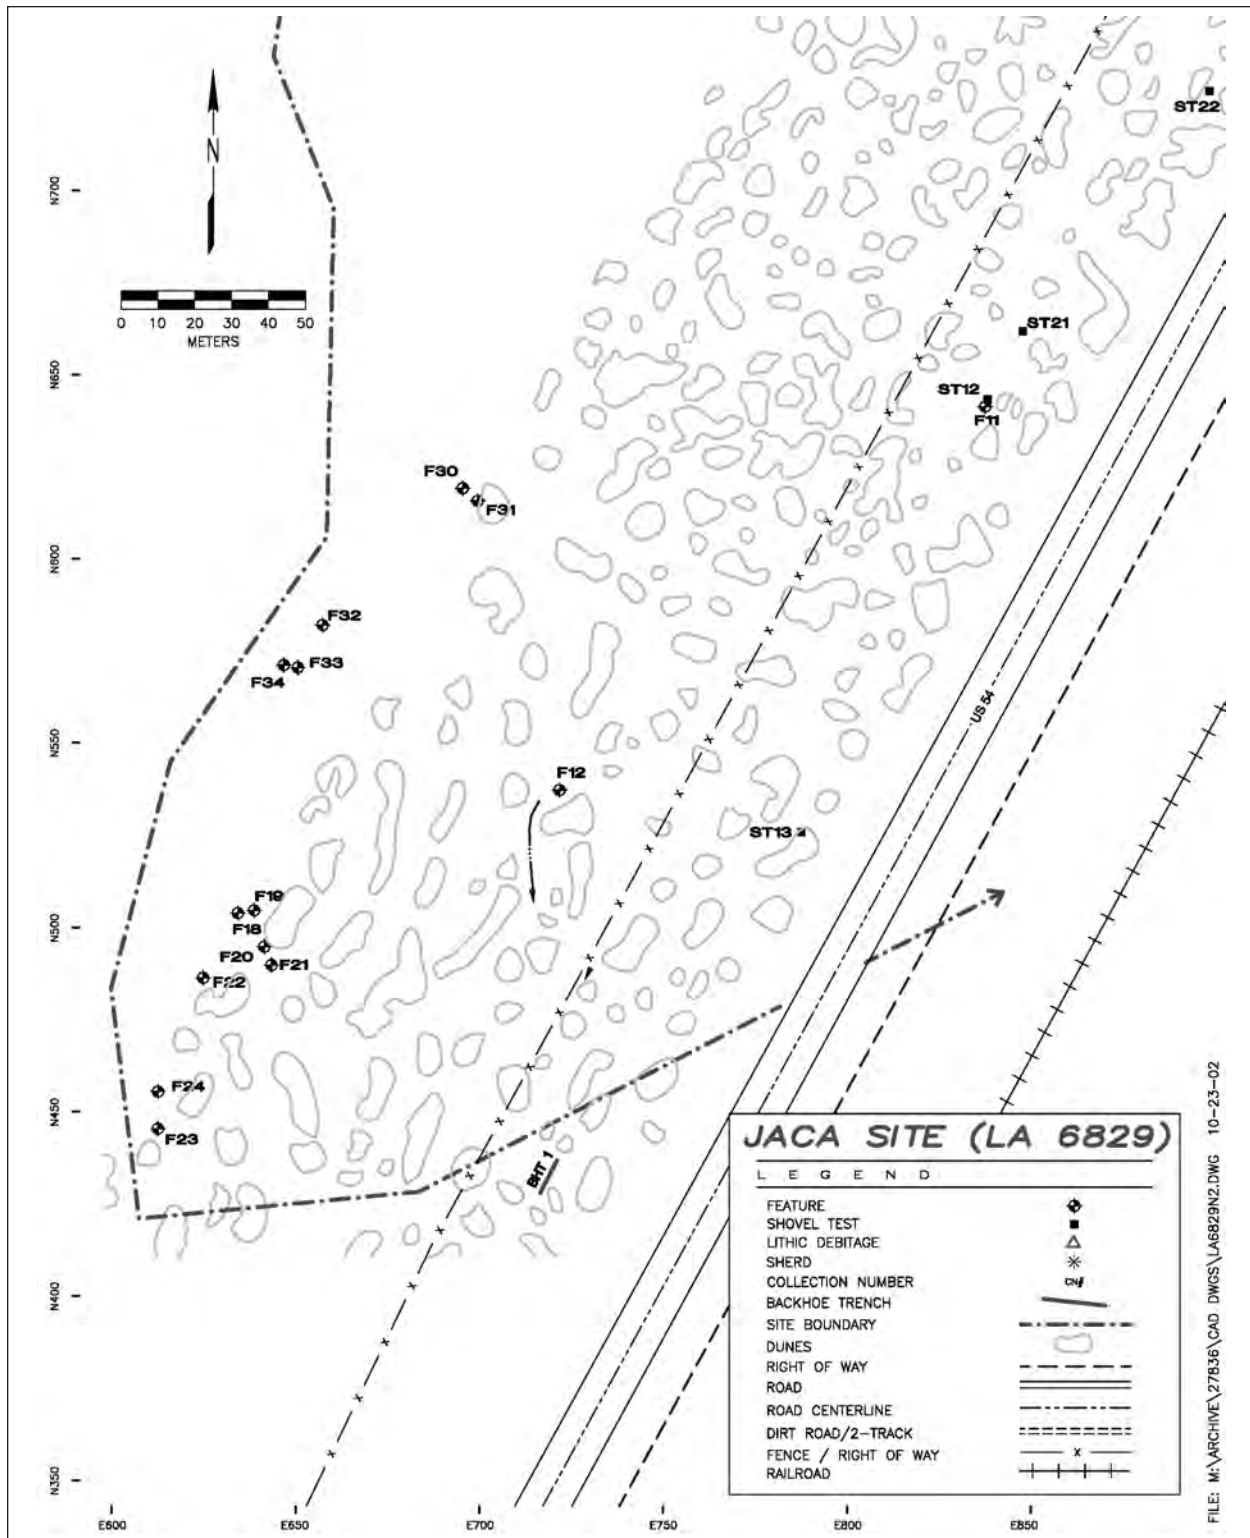 N
0 10 20 30 40 50
METERS
N700
N650
N600
N550
N500
N450
N400
N350
E600
E650
E700
E750
E800
E850
ST22
ST21
ST12
F11
F30
F31
F32
F33
F34
F12
ST13
US 54
F19
F18
F20
F21
F22
F24
F23
BHT 1
JACA SITE (LA 6829)
LEGEND
FEATURE
SHOVEL TEST
LITHIC DEBITAGE
SHERD
COLLECTION NUMBER CN#
BACKHOE TRENCH
SITE BOUNDARY
DUNES
RIGHT OF WAY
ROAD
ROAD CENTERLINE
DIRT ROAD/2-TRACK
FENCE / RIGHT OF WAY
RAILROAD
FILE: M:\ARCHIVE\27836\CAD DWGS\LA6829N2.DWG 10-23-02